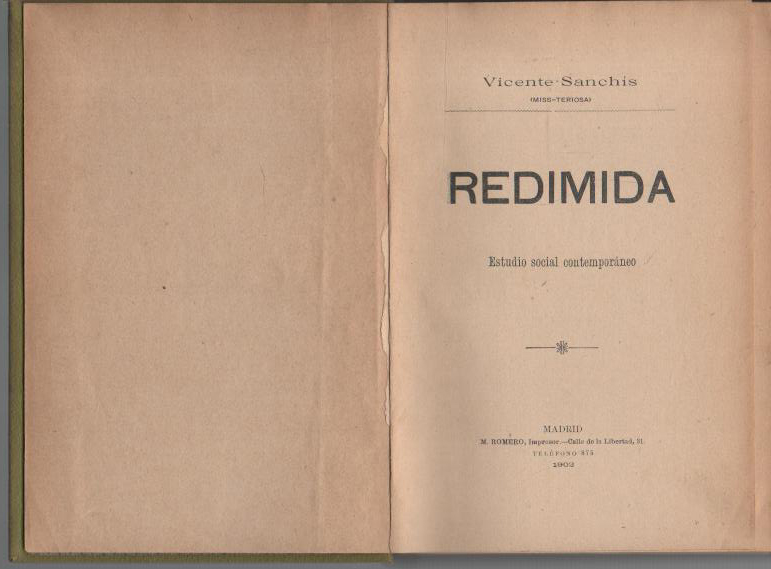 Vicente-Sanchis
(MISS-TERIOSA)
REDIMIDA
Estudio social contemporáneo
MADRID
M. ROMERO, Impresor.—Calle de la Libertad, 31.
TELÉFONO 875
1902